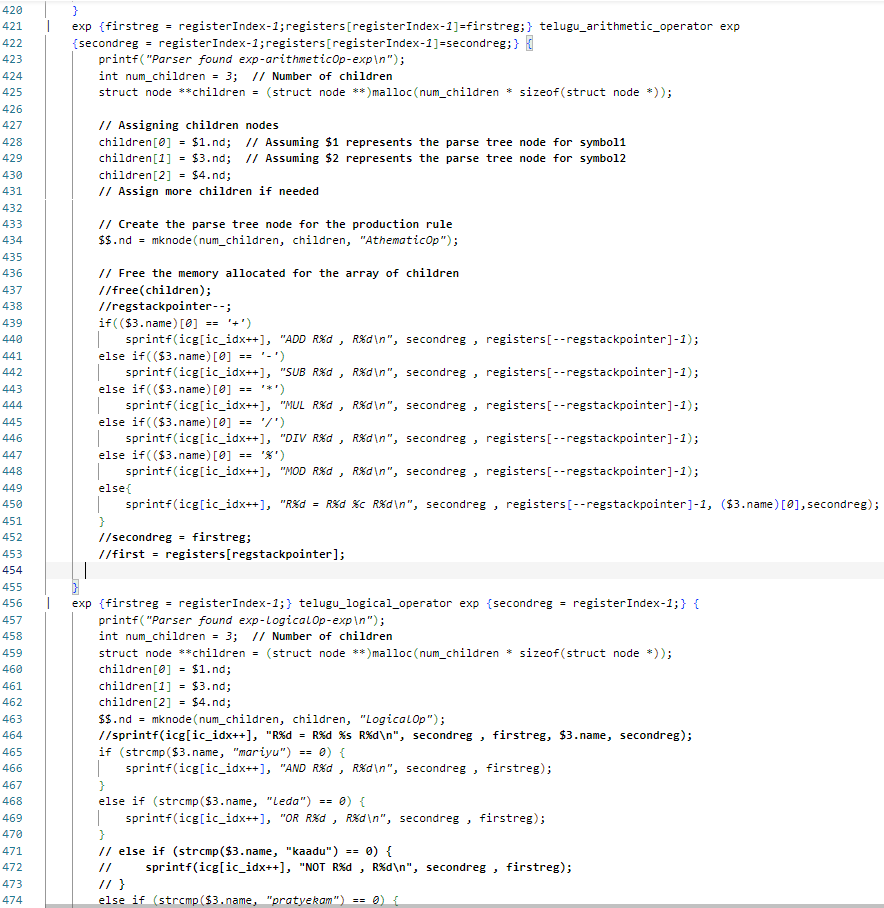 420 }
421 | exp {firstreg = registerIndex-1;registers[registerIndex-1]=firstreg;} telugu_arithmetic_operator exp
422 {secondreg = registerIndex-1;registers[registerIndex-1]=secondreg;} {
423 printf("Parser found exp-arithmeticOp-exp\n");
424 int num_children = 3; // Number of children
425 struct node **children = (struct node **)malloc(num_children * sizeof(struct node *));
426
427 // Assigning children nodes
428 children[0] = $1.nd; // Assuming $1 represents the parse tree node for symbol1
429 children[1] = $3.nd; // Assuming $2 represents the parse tree node for symbol2
430 children[2] = $4.nd;
431 // Assign more children if needed
432
433 // Create the parse tree node for the production rule
434 $$.nd = mknode(num_children, children, "AthematicOp");
435
436 // Free the memory allocated for the array of children
437 //free(children);
438 //regstackpointer--;
439 if(($3.name)[0] == '+')
440 sprintf(icg[ic_idx++], "ADD R%d , R%d\n", secondreg , registers[--regstackpointer]-1);
441 else if(($3.name)[0] == '-')
442 sprintf(icg[ic_idx++], "SUB R%d , R%d\n", secondreg , registers[--regstackpointer]-1);
443 else if(($3.name)[0] == '*')
444 sprintf(icg[ic_idx++], "MUL R%d , R%d\n", secondreg , registers[--regstackpointer]-1);
445 else if(($3.name)[0] == '/')
446 sprintf(icg[ic_idx++], "DIV R%d , R%d\n", secondreg , registers[--regstackpointer]-1);
447 else if(($3.name)[0] == '%')
448 sprintf(icg[ic_idx++], "MOD R%d , R%d\n", secondreg , registers[--regstackpointer]-1);
449 else{
450 sprintf(icg[ic_idx++], "R%d = R%d %c R%d\n", secondreg , registers[--regstackpointer]-1, ($3.name)[0],secondreg);
451 }
452 //secondreg = firstreg;
453 //first = registers[regstackpointer];
454
455 }
456 | exp {firstreg = registerIndex-1;} telugu_logical_operator exp {secondreg = registerIndex-1;} {
457 printf("Parser found exp-logicalOp-exp\n");
458 int num_children = 3; // Number of children
459 struct node **children = (struct node **)malloc(num_children * sizeof(struct node *));
460 children[0] = $1.nd;
461 children[1] = $3.nd;
462 children[2] = $4.nd;
463 $$.nd = mknode(num_children, children, "LogicalOp");
464 //sprintf(icg[ic_idx++], "R%d = R%d %s R%d\n", secondreg , firstreg, $3.name, secondreg);
465 if (strcmp($3.name, "mariyu") == 0) {
466 sprintf(icg[ic_idx++], "AND R%d , R%d\n", secondreg , firstreg);
467 }
468 else if (strcmp($3.name, "leda") == 0) {
469 sprintf(icg[ic_idx++], "OR R%d , R%d\n", secondreg , firstreg);
470 }
471 // else if (strcmp($3.name, "kaadu") == 0) {
472 // sprintf(icg[ic_idx++], "NOT R%d , R%d\n", secondreg , firstreg);
473 // }
474 else if (strcmp($3.name, "pratyekam") == 0) {